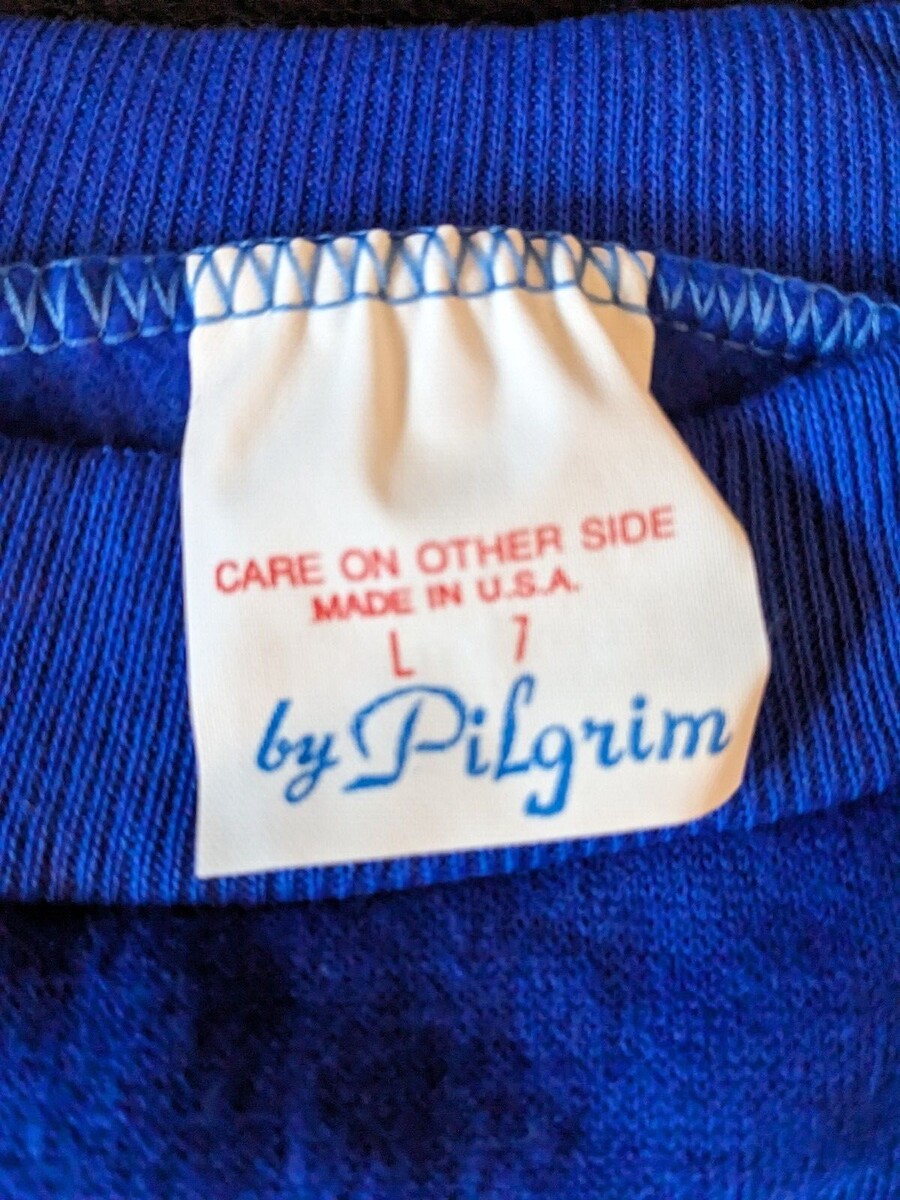 CARE ON OTHER SIDE
MADE IN U.S.A.
L 7
by Pilgrim